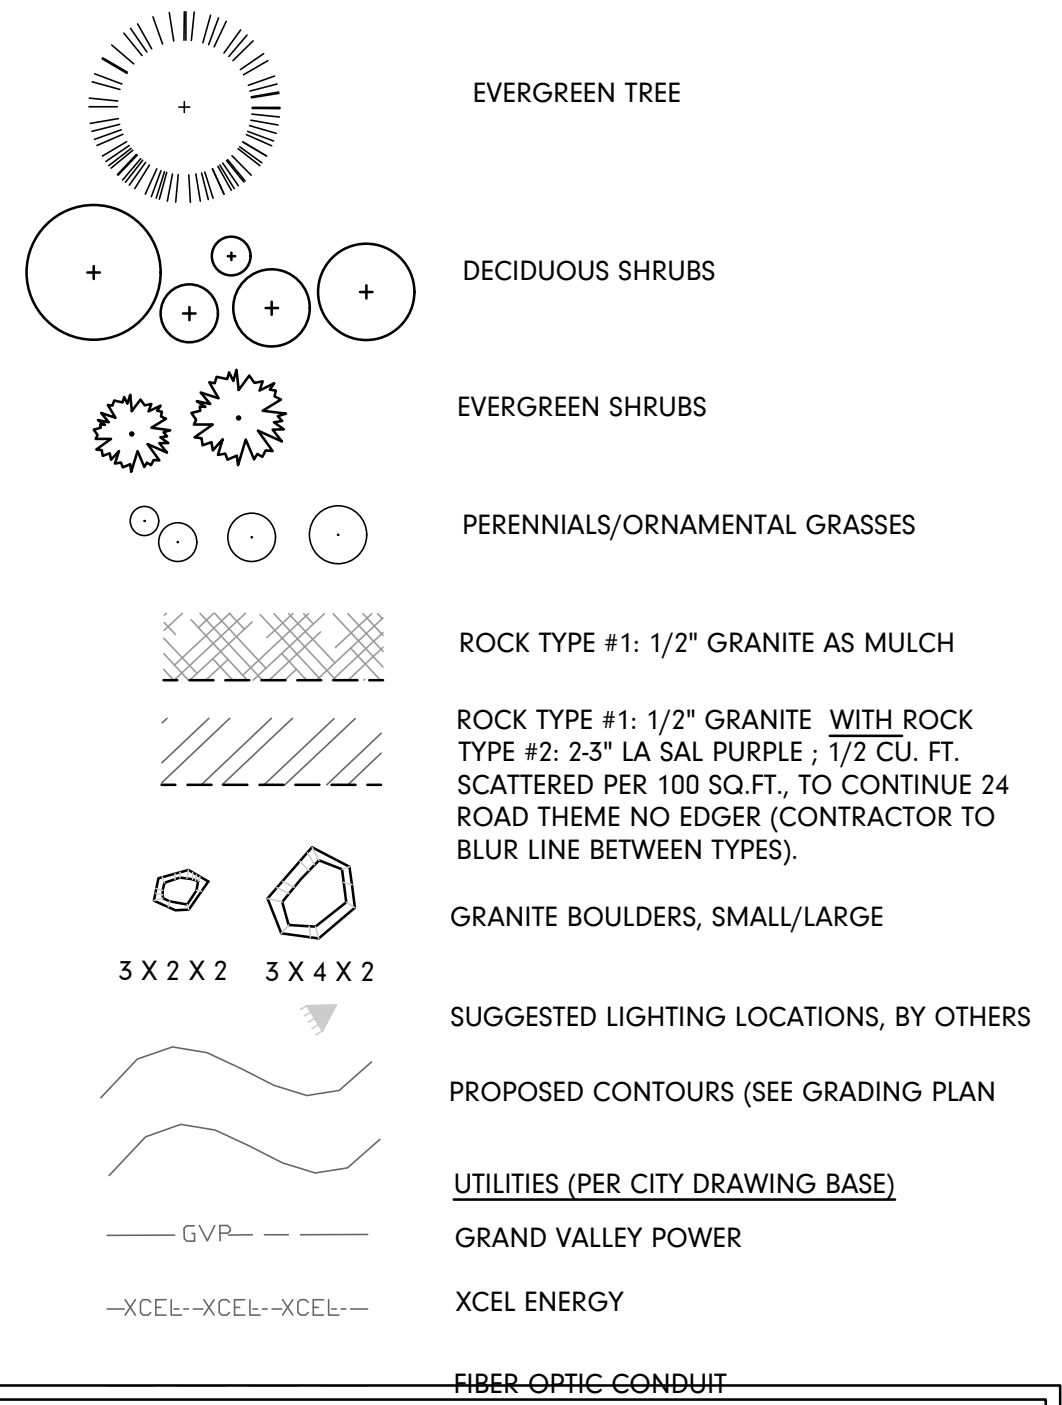 EVERGREEN TREE
DECIDUOUS SHRUBS
EVERGREEN SHRUBS
PERENNIALS/ORNAMENTAL GRASSES
ROCK TYPE #1: 1/2" GRANITE AS MULCH
ROCK TYPE #1: 1/2" GRANITE WITH ROCK
TYPE #2: 2-3" LA SAL PURPLE ; 1/2 CU. FT.
SCATTERED PER 100 SQ.FT., TO CONTINUE 24
ROAD THEME NO EDGER (CONTRACTOR TO
BLUR LINE BETWEEN TYPES).
GRANITE BOULDERS, SMALL/LARGE
3 X 2 X 2 3 X 4 X 2
SUGGESTED LIGHTING LOCATIONS, BY OTHERS
PROPOSED CONTOURS (SEE GRADING PLAN
UTILITIES (PER CITY DRAWING BASE)
GVP GRAND VALLEY POWER
XCEL XCEL XCEL XCEL ENERGY
FIBER OPTIC CONDUIT